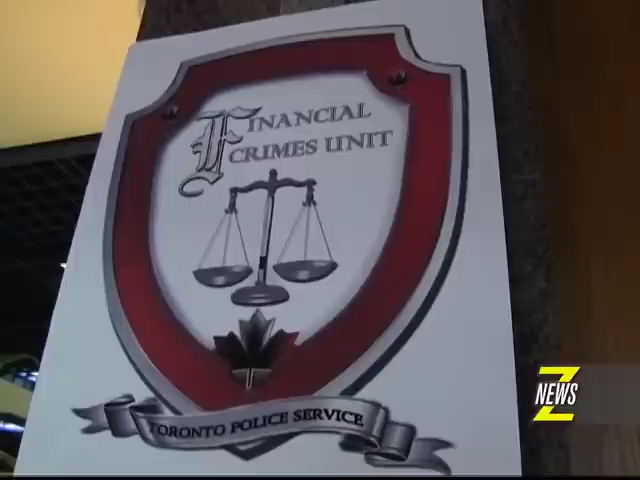 FINANCIAL
CRIMES UNIT
TORONTO POLICE SERVICE
Z
NEWS